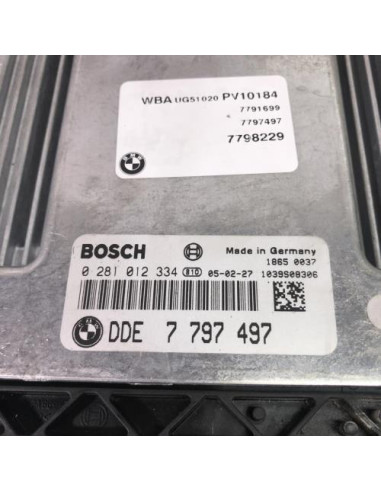 WBA UG51020 PV10184
7791699
7797497
7798229
BOSCH Made in Germany
1865 0037
0 281 012 334 B10 05-02-27 1039S08306
DDE 7 797 497